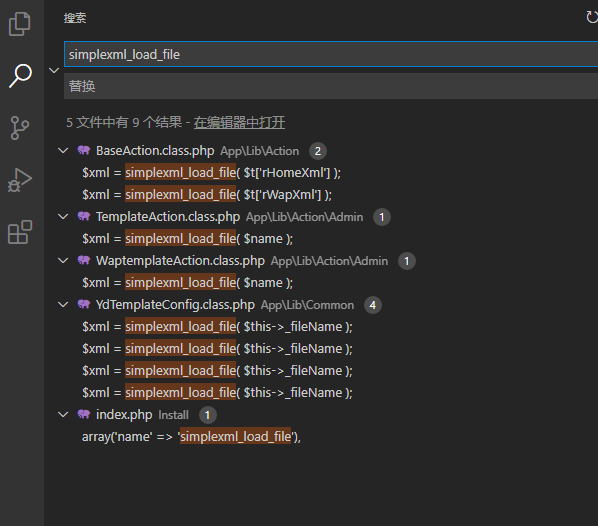 搜索
simplexml_load_file
替换
5 文件中有 9 个结果 - 在编辑器中打开
BaseAction.class.php App\Lib\Action 2
$xml = simplexml_load_file( $t['rHomeXml'] );
$xml = simplexml_load_file( $t['rWapXml'] );
TemplateAction.class.php App\Lib\Action\Admin 1
$xml = simplexml_load_file( $name );
WaptemplateAction.class.php App\Lib\Action\Admin 1
$xml = simplexml_load_file( $name );
YdTemplateConfig.class.php App\Lib\Common 4
$xml = simplexml_load_file( $this->_fileName );
$xml = simplexml_load_file( $this->_fileName );
$xml = simplexml_load_file( $this->_fileName );
$xml = simplexml_load_file( $this->_fileName );
index.php Install 1
array('name' => 'simplexml_load_file'),